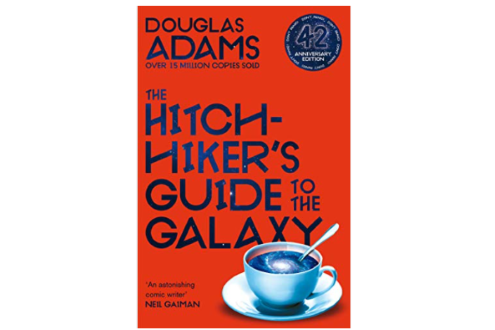 DOUGLAS
ADAMS
OVER 15 MILLION COPIES SOLD
42
ANNIVERSARY
EDITION
THE
HITCH-
HIKER'S
GUIDE TO
THE
GALAXY
'An astonishing
comic writer'
NEIL GAIMAN